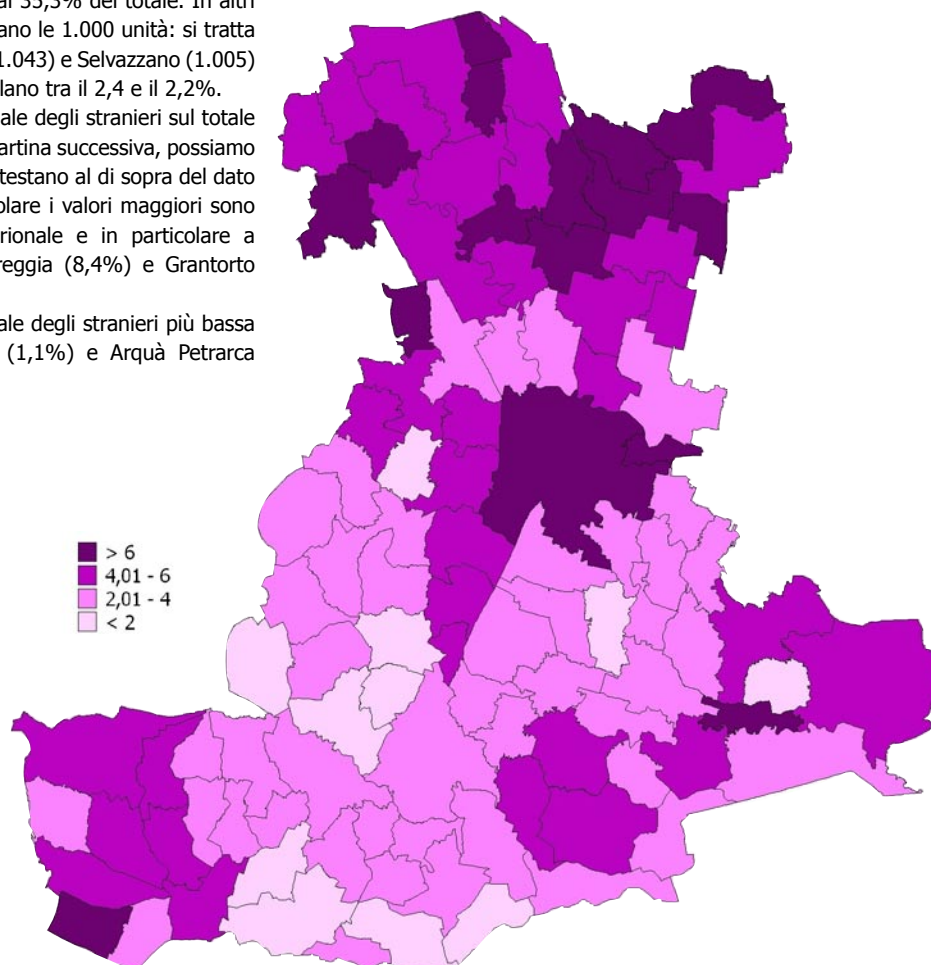 al 35,3% del totale. In altri
ano le 1.000 unità: si tratta
1.043) e Selvazzano (1.005)
lano tra il 2,4 e il 2,2%.
ale degli stranieri sul totale
artina successiva, possiamo
testano al di sopra del dato
olare i valori maggiori sono
rionale e in particolare a
reggia (8,4%) e Grantorto
ale degli stranieri più bassa
(1,1%) e Arquà Petrarca
> 6
4,01 - 6
2,01 - 4
< 2